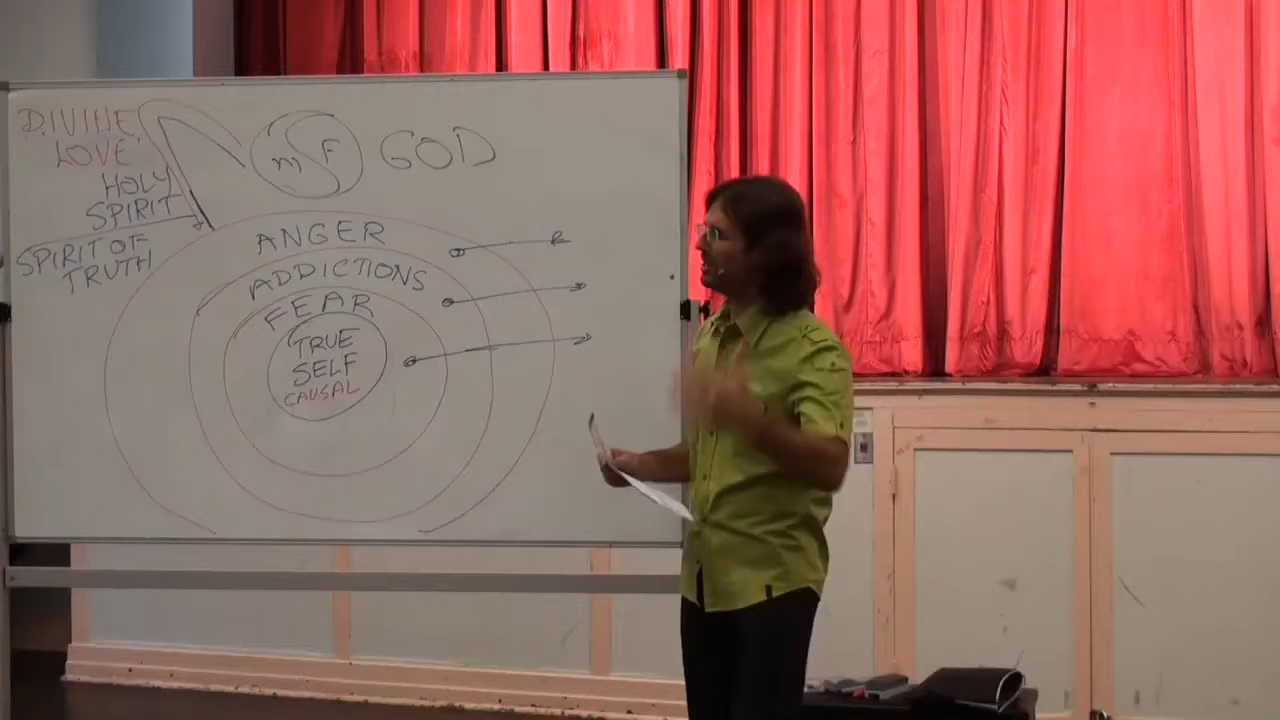 DIVINE
LOVE
HOLY
SPIRIT
SPIRIT OF
TRUTH
m F
GOD
ANGER
ADDICTIONS
FEAR
TRUE
SELF
CAUSAL